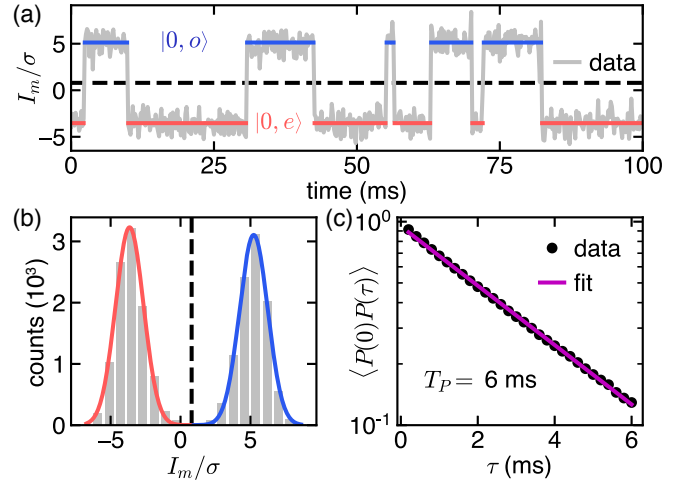 (a)
|0, o⟩
data
|0, e⟩
I_m/σ
5
0
−5
0
25
50
75
100
time (ms)
(b)
counts (10³)
3
2
1
0
−5
0
5
I_m/σ
(c)
⟨P(0)P(τ)⟩
10⁰
10⁻¹
data
fit
T_P = 6 ms
0
2
4
6
τ (ms)